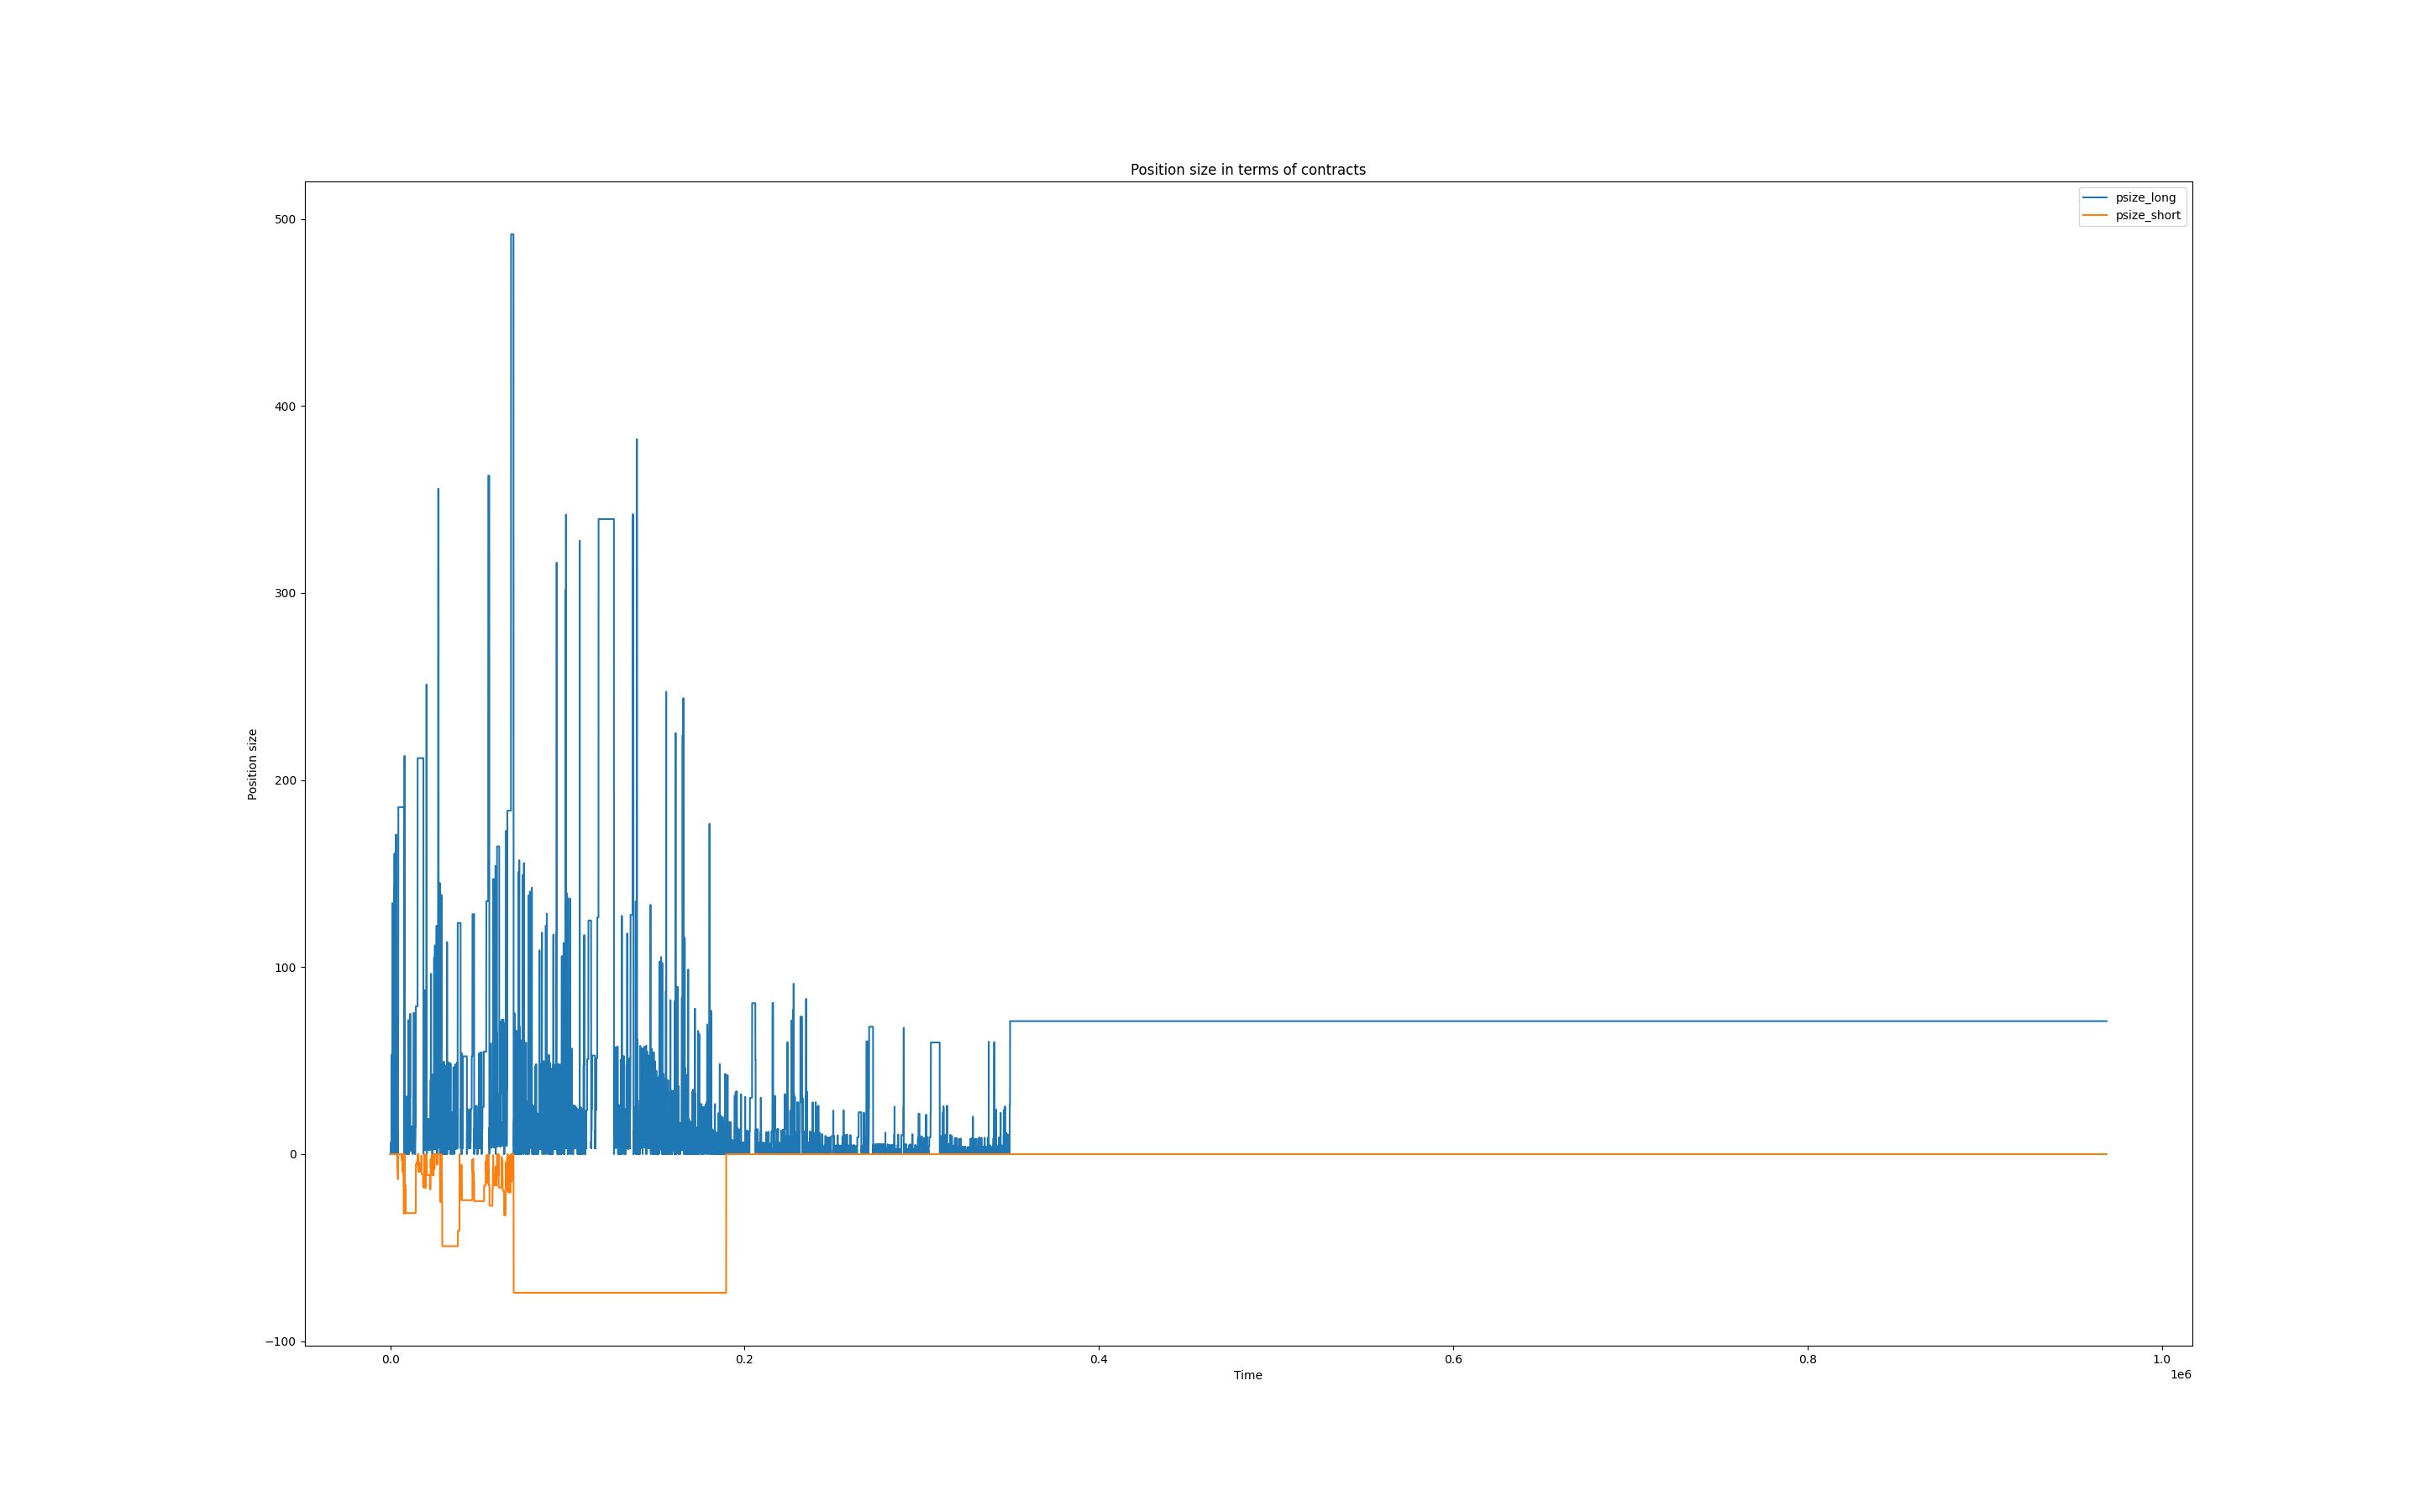 Position size in terms of contracts
psize_long
psize_short
500
400
300
200
100
0
−100
Position size
0.0
0.2
0.4
0.6
0.8
1.0
Time
1e6